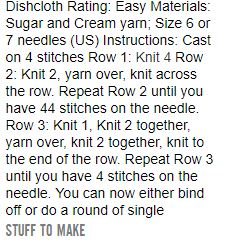 Dishcloth Rating: Easy Materials:
Sugar and Cream yarn; Size 6 or
7 needles (US) Instructions: Cast
on 4 stitches Row 1: Knit 4 Row
2: Knit 2, yarn over, knit across
the row. Repeat Row 2 until you
have 44 stitches on the needle.
Row 3: Knit 1, Knit 2 together,
yarn over, knit 2 together, knit to
the end of the row. Repeat Row 3
until you have 4 stitches on the
needle. You can now either bind
off or do a round of single
STUFF TO MAKE